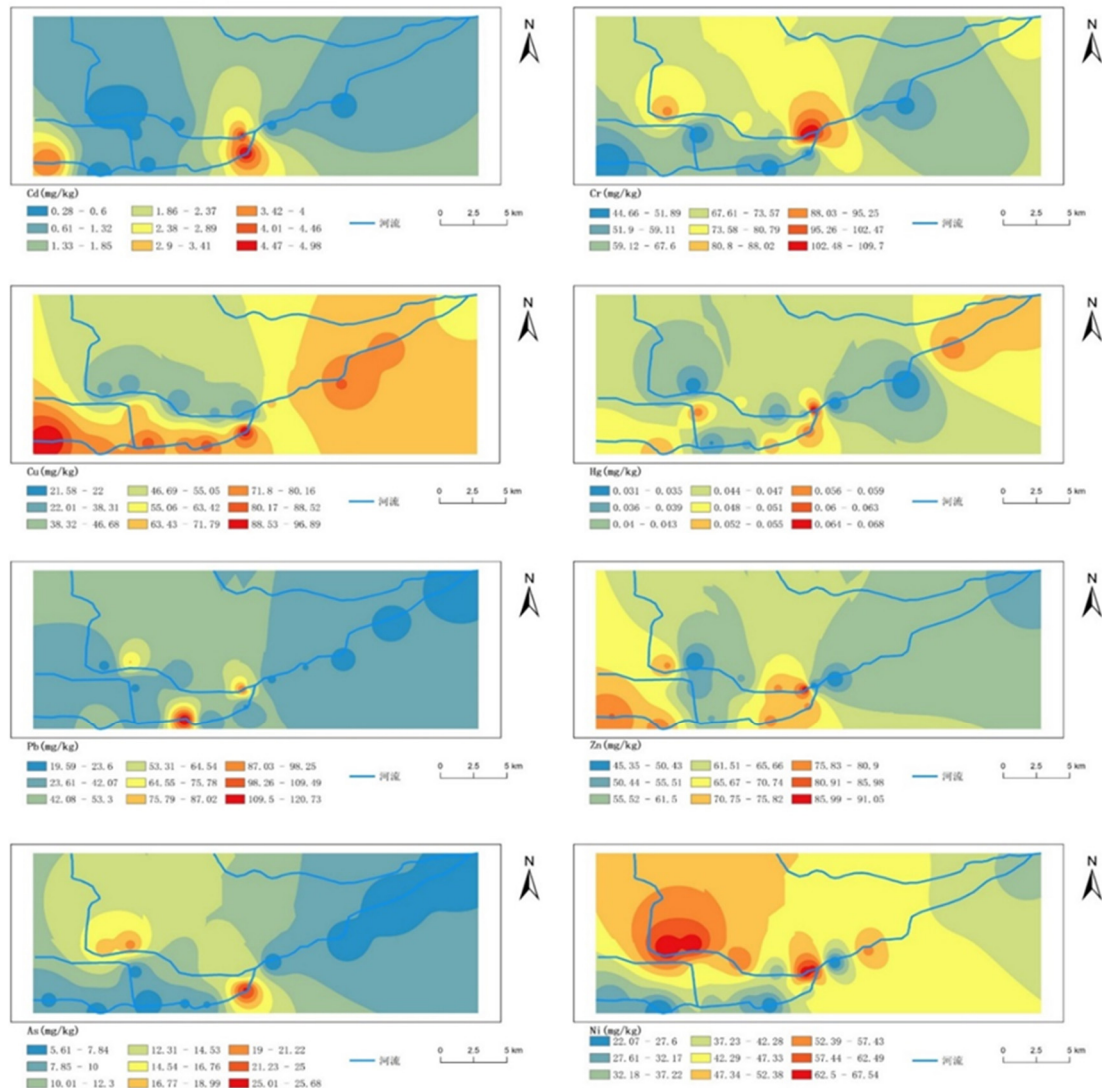 N
N
Cd(mg/kg)
0.28 - 0.6 1.86 - 2.37 3.42 - 4
0.61 - 1.32 2.38 - 2.89 4.01 - 4.46 河流 0 2.5 5 km
1.33 - 1.85 2.9 - 3.41 4.47 - 4.98
Cr(mg/kg)
44.66 - 51.89 67.61 - 73.57 88.03 - 95.25
51.9 - 59.11 73.58 - 80.79 95.26 - 102.47 河流 0 2.5 5 km
59.12 - 67.6 80.8 - 88.02 102.48 - 109.7
N
N
Cu(mg/kg)
21.58 - 22 46.69 - 55.05 71.8 - 80.16
22.01 - 38.31 55.06 - 63.42 80.17 - 88.52 河流 0 2.5 5 km
38.32 - 46.68 63.43 - 71.79 88.53 - 96.89
Hg(mg/kg)
0.031 - 0.035 0.044 - 0.047 0.056 - 0.059
0.036 - 0.039 0.048 - 0.051 0.06 - 0.063 河流 0 2.5 5 km
0.04 - 0.043 0.052 - 0.055 0.064 - 0.068
N
N
Pb(mg/kg)
19.59 - 23.6 53.31 - 64.54 87.03 - 98.25
23.61 - 42.07 64.55 - 75.78 98.26 - 109.49 河流 0 2.5 5 km
42.08 - 53.3 75.79 - 87.02 109.5 - 120.73
Zn(mg/kg)
45.35 - 50.43 61.51 - 65.66 75.83 - 80.9
50.44 - 55.51 65.67 - 70.74 80.91 - 85.98 河流 0 2.5 5 km
55.52 - 61.5 70.75 - 75.82 85.99 - 91.05
N
N
As(mg/kg)
5.61 - 7.84 12.31 - 14.53 19 - 21.22
7.85 - 10 14.54 - 16.76 21.23 - 25 河流 0 2.5 5 km
10.01 - 12.3 16.77 - 18.99 25.01 - 25.68
Ni(mg/kg)
22.07 - 27.6 37.23 - 42.28 52.39 - 57.43
27.61 - 32.17 42.29 - 47.33 57.44 - 62.49 河流 0 2.5 5 km
32.18 - 37.22 47.34 - 52.38 62.5 - 67.54